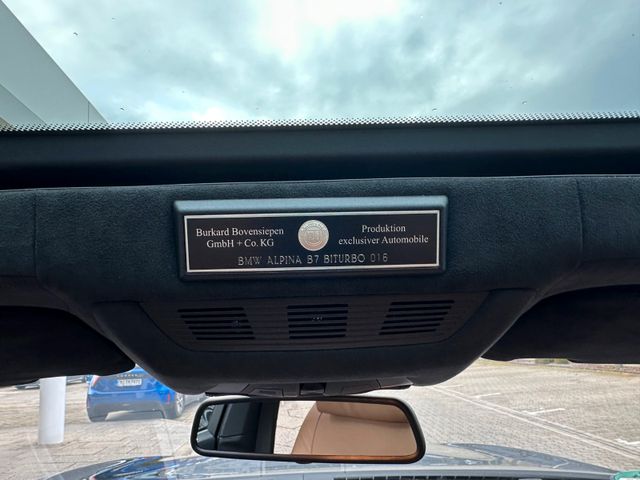 Burkard Bovensiepen
GmbH + Co. KG
Produktion
exclusiver Automobile
BMW ALPINA B7 BITURBO 016